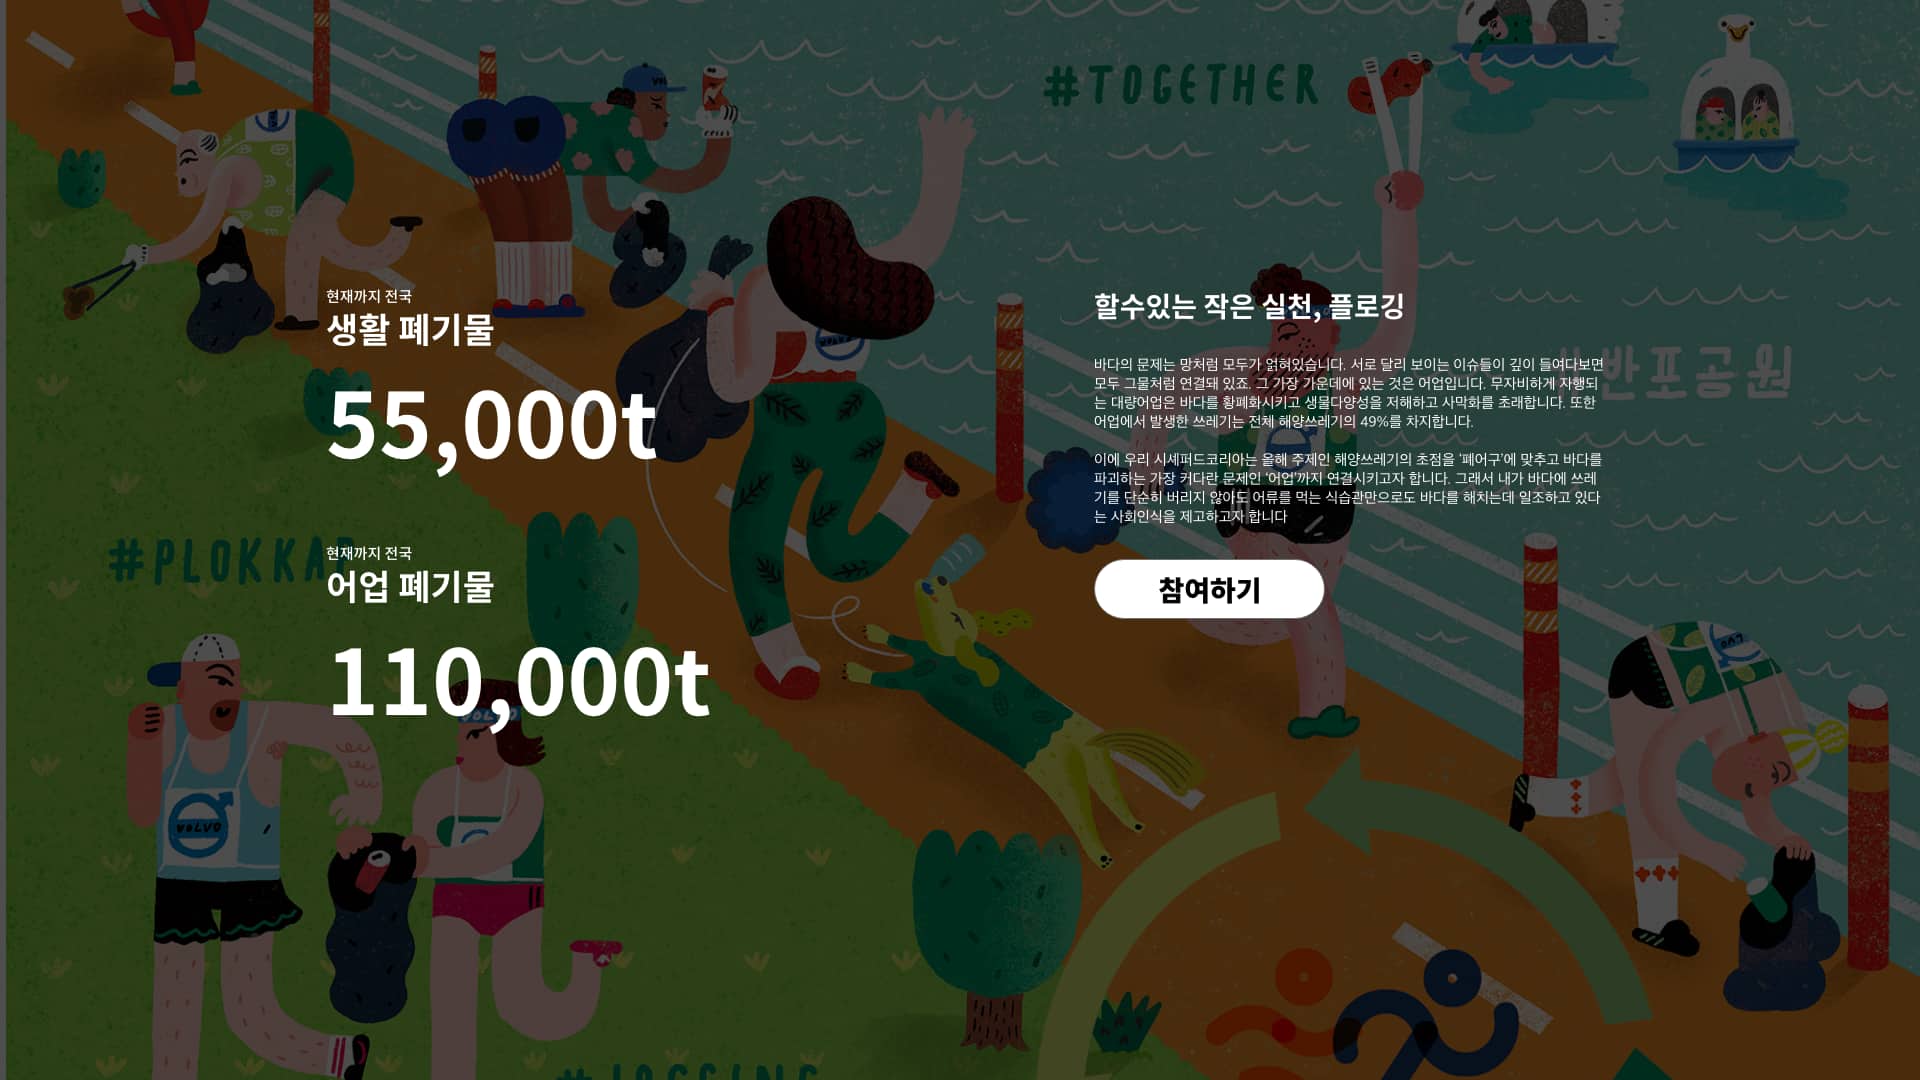 #TOGETHER
현재까지 전국
생활 폐기물
55,000t
현재까지 전국
어업 폐기물
110,000t
할수있는 작은 실천, 플로깅
바다의 문제는 망처럼 모두가 얽혀있습니다. 서로 달리 보이는 이슈들이 깊이 들여다보면
모두 그물처럼 연결돼 있죠. 그 가장 가운데에 있는 것은 어업입니다. 무자비하게 자행되
는 대량어업은 바다를 황폐화시키고 생물다양성을 저해하고 사막화를 초래합니다. 또한
어업에서 발생한 쓰레기는 전체 해양쓰레기의 49%를 차지합니다.
이에 우리 시셰퍼드코리아는 올해 주제인 해양쓰레기의 초점을 '폐어구'에 맞추고 바다를
파괴하는 가장 커다란 문제인 '어업'까지 연결시키고자 합니다. 그래서 내가 바다에 쓰레
기를 단순히 버리지 않아도 어류를 먹는 식습관만으로도 바다를 해치는데 일조하고 있다
는 사회인식을 제고하고자 합니다
참여하기
반포공원
#PLOKKA
VOLVO
VOLVO
#JOGGING